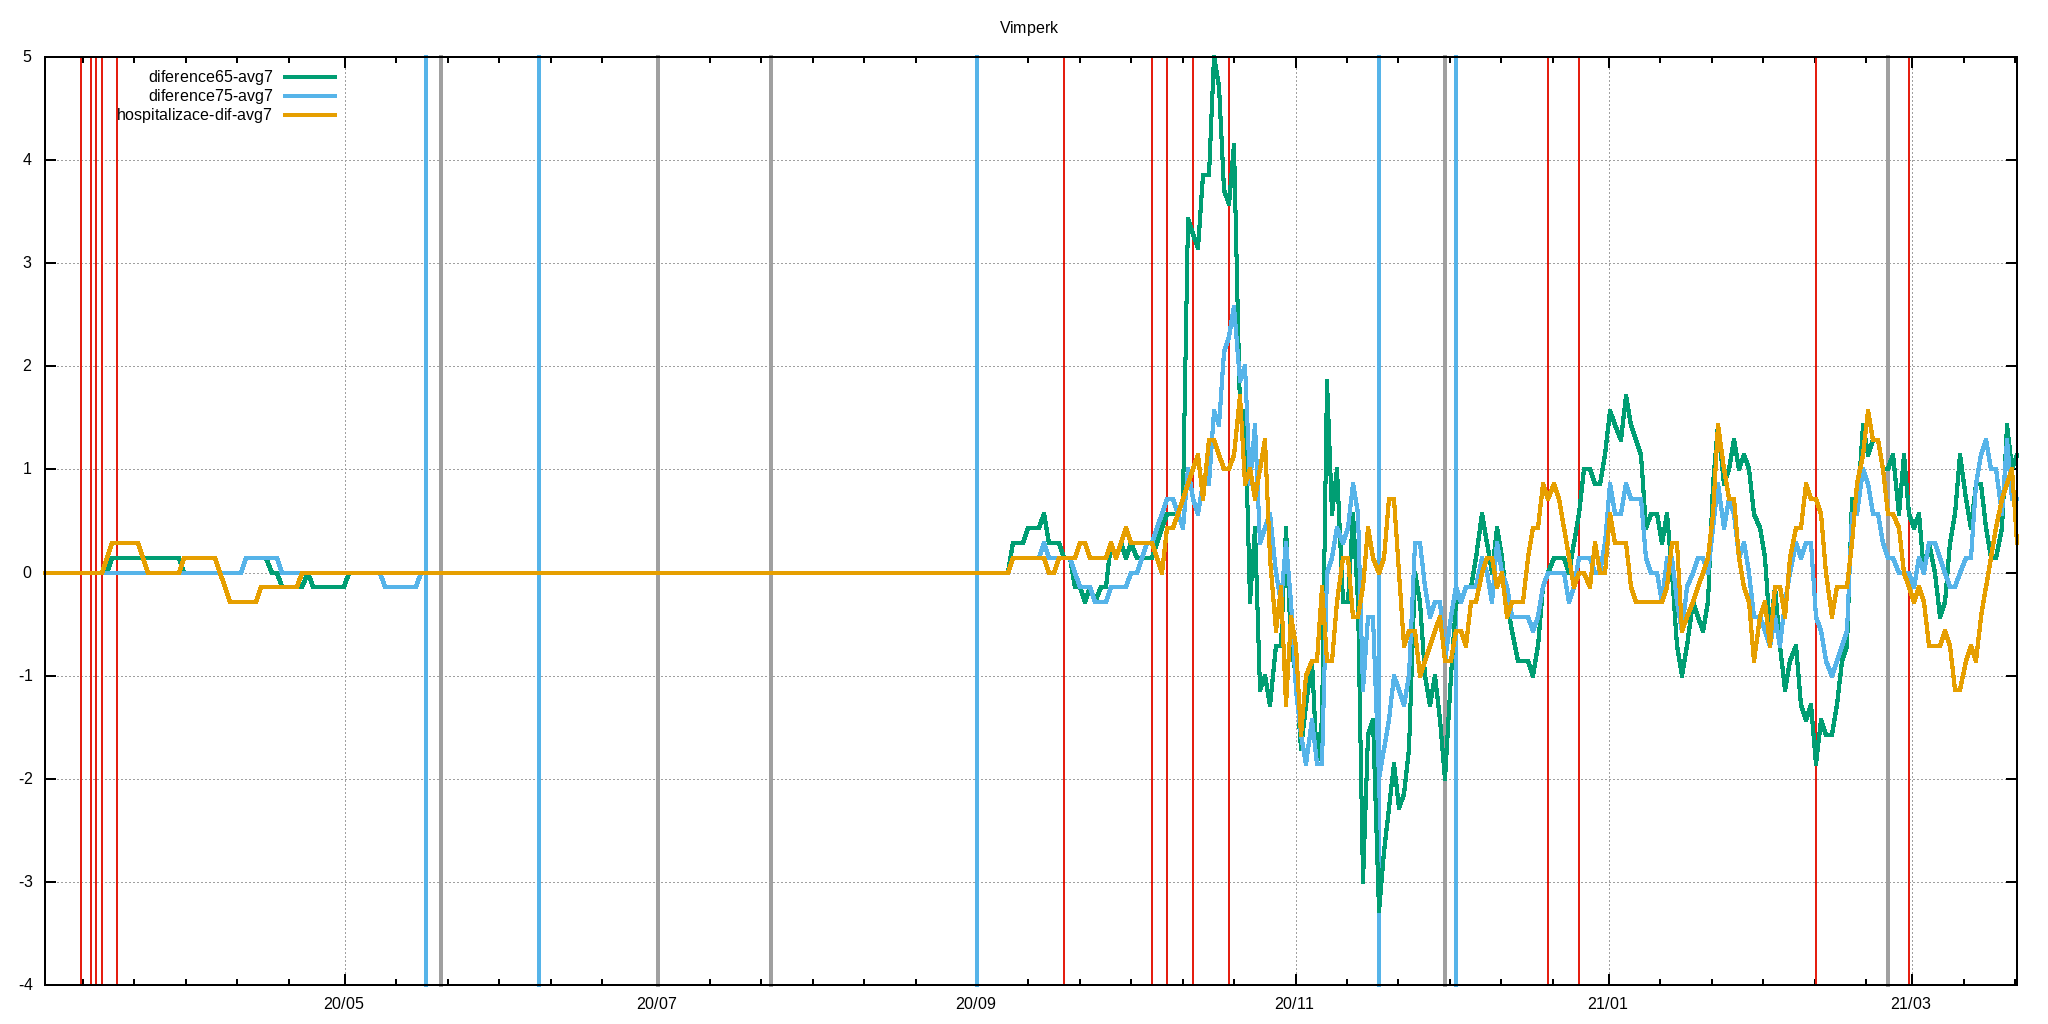 Vimperk
diference65-avg7
diference75-avg7
hospitalizace-dif-avg7
5
4
3
2
1
0
-1
-2
-3
-4
20/05 20/07 20/09 20/11 21/01 21/03